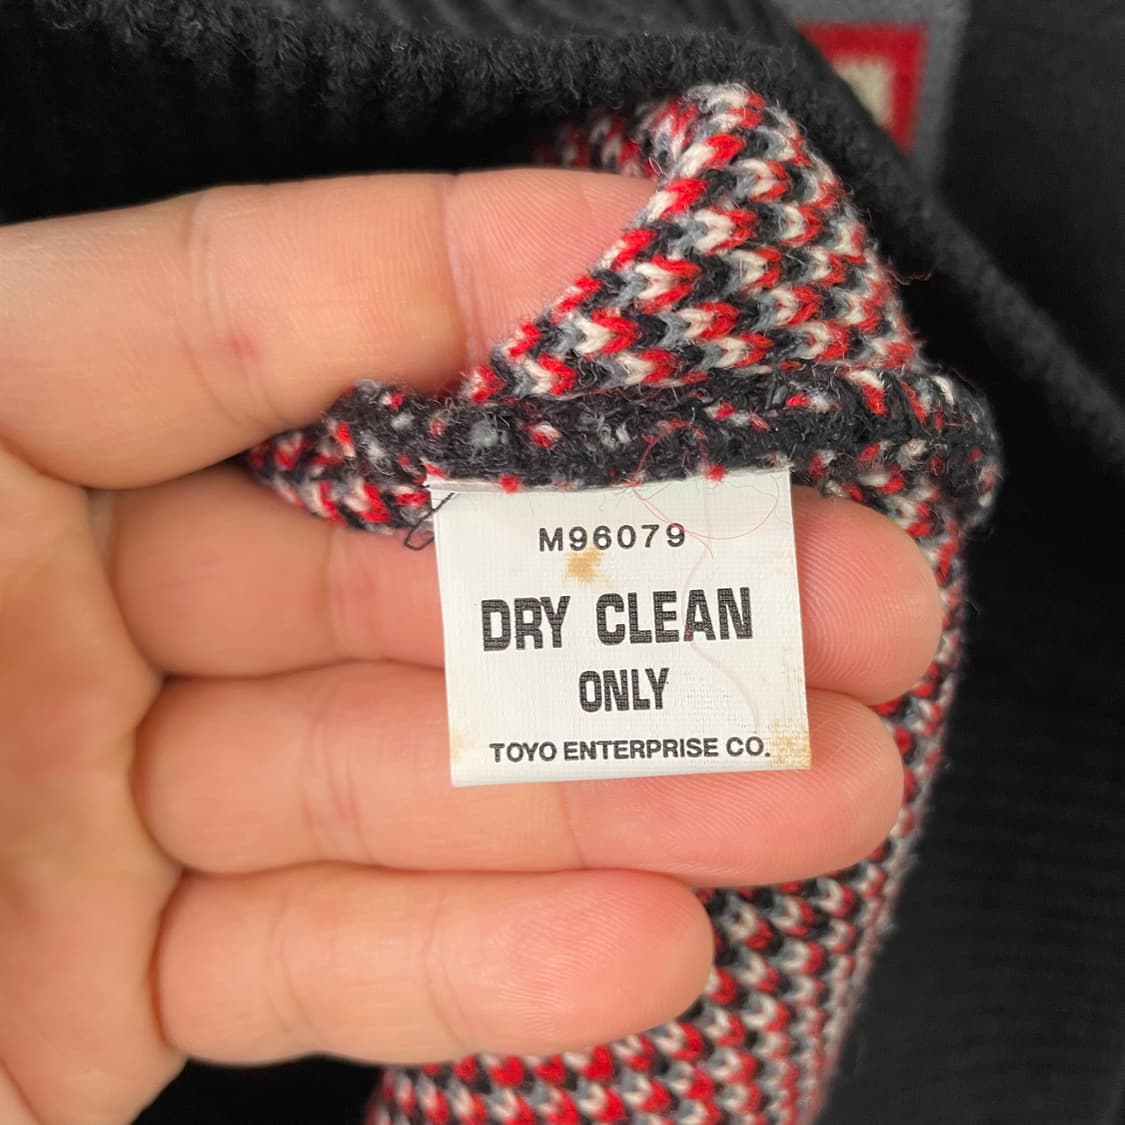 M96079
DRY CLEAN
ONLY
TOYO ENTERPRISE CO.